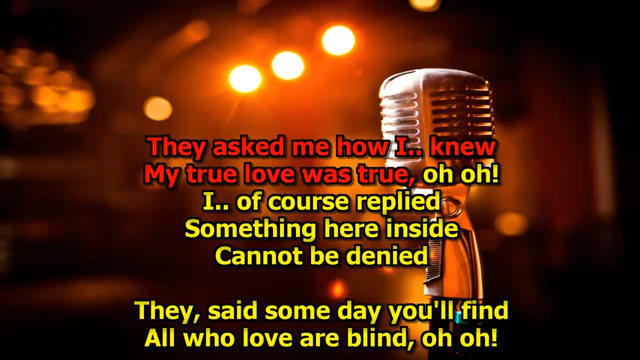 They asked me how I.. knew
My true love was true, oh oh!
I.. of course replied
Something here inside
Cannot be denied
They, said some day you'll find
All who love are blind, oh oh!